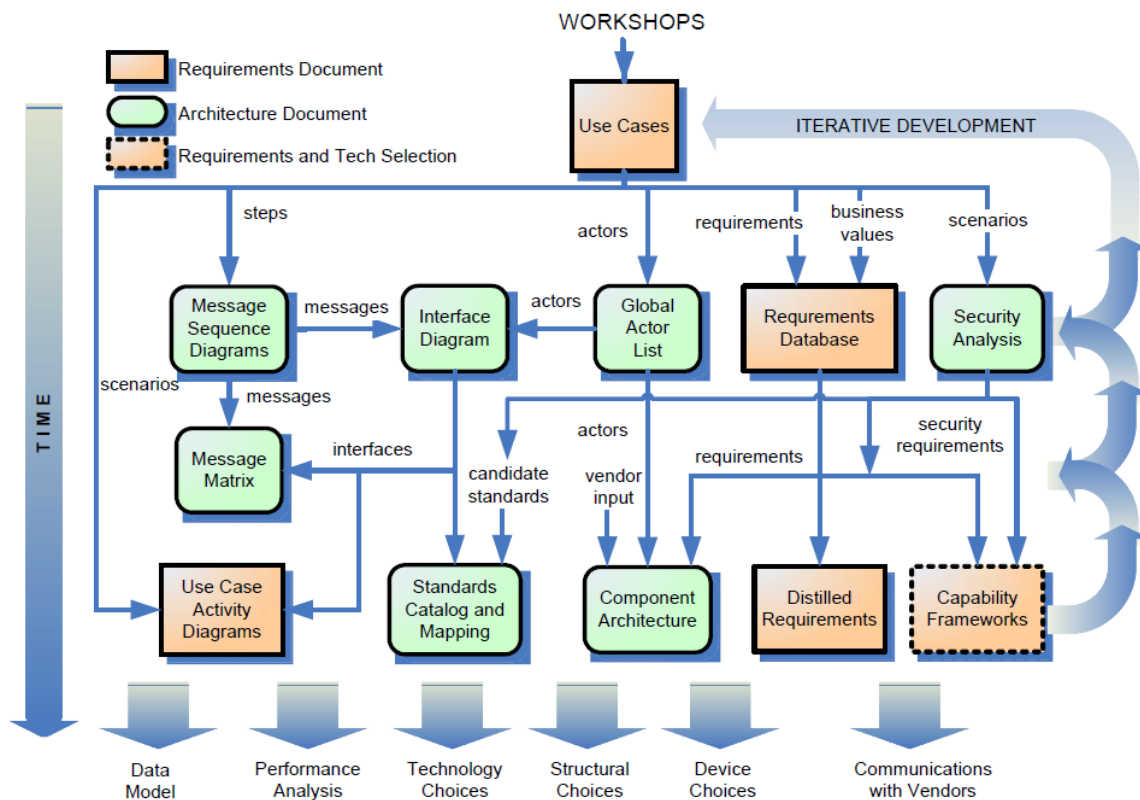 WORKSHOPS
Requirements Document
Architecture Document
Requirements and Tech Selection
Use Cases
ITERATIVE DEVELOPMENT
TIME
steps
actors
requirements
business
values
scenarios
Message
Sequence
Diagrams
messages
Interface
Diagram
actors
Global
Actor
List
Requrements
Database
Security
Analysis
scenarios
messages
Message
Matrix
interfaces
candidate
standards
actors
vendor
input
requirements
security
requirements
Use Case
Activity
Diagrams
Standards
Catalog and
Mapping
Component
Architecture
Distilled
Requirements
Capability
Frameworks
Data
Model
Performance
Analysis
Technology
Choices
Structural
Choices
Device
Choices
Communications
with Vendors